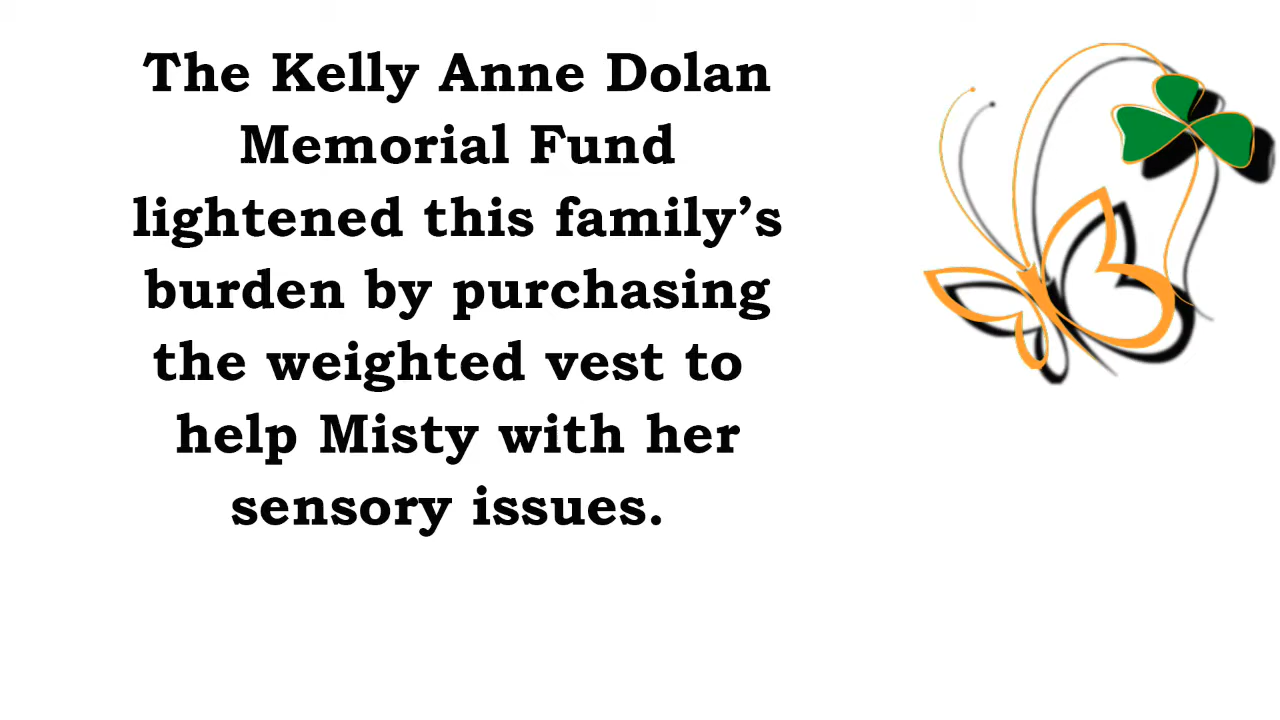 The Kelly Anne Dolan
Memorial Fund
lightened this family’s
burden by purchasing
the weighted vest to
help Misty with her
sensory issues.